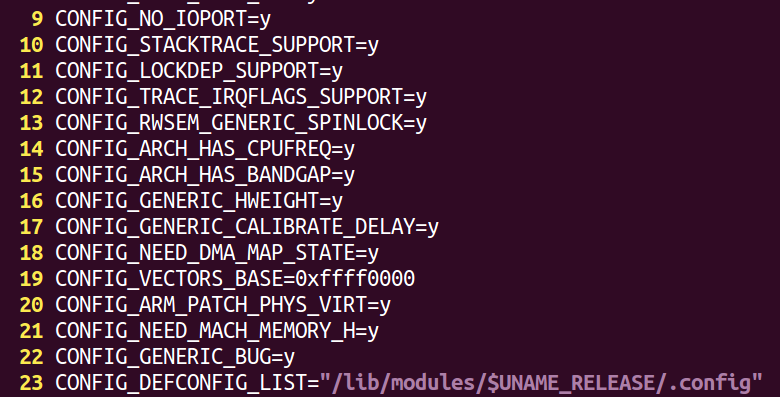 9 CONFIG_NO_IOPORT=y
10 CONFIG_STACKTRACE_SUPPORT=y
11 CONFIG_LOCKDEP_SUPPORT=y
12 CONFIG_TRACE_IRQFLAGS_SUPPORT=y
13 CONFIG_RWSEM_GENERIC_SPINLOCK=y
14 CONFIG_ARCH_HAS_CPUFREQ=y
15 CONFIG_ARCH_HAS_BANDGAP=y
16 CONFIG_GENERIC_HWEIGHT=y
17 CONFIG_GENERIC_CALIBRATE_DELAY=y
18 CONFIG_NEED_DMA_MAP_STATE=y
19 CONFIG_VECTORS_BASE=0xffff0000
20 CONFIG_ARM_PATCH_PHYS_VIRT=y
21 CONFIG_NEED_MACH_MEMORY_H=y
22 CONFIG_GENERIC_BUG=y
23 CONFIG_DEFCONFIG_LIST="/lib/modules/$UNAME_RELEASE/.config"